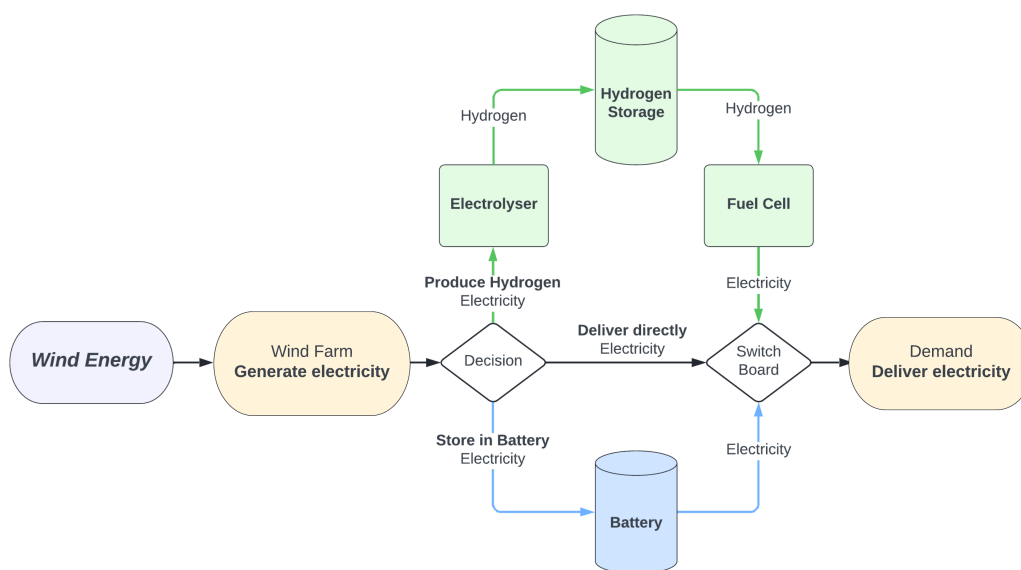 Hydrogen
Storage
Hydrogen
Hydrogen
Electrolyser
Fuel Cell
Produce Hydrogen
Electricity
Electricity
Wind Energy
Wind Farm
Generate electricity
Decision
Deliver directly
Electricity
Switch
Board
Demand
Deliver electricity
Store in Battery
Electricity
Electricity
Battery